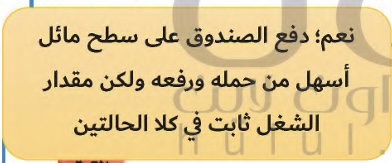 نعم؛ دفع الصندوق على سطح مائل
أسهل من حمله ورفعه ولكن مقدار
الشغل ثابت في كلا الحالتين